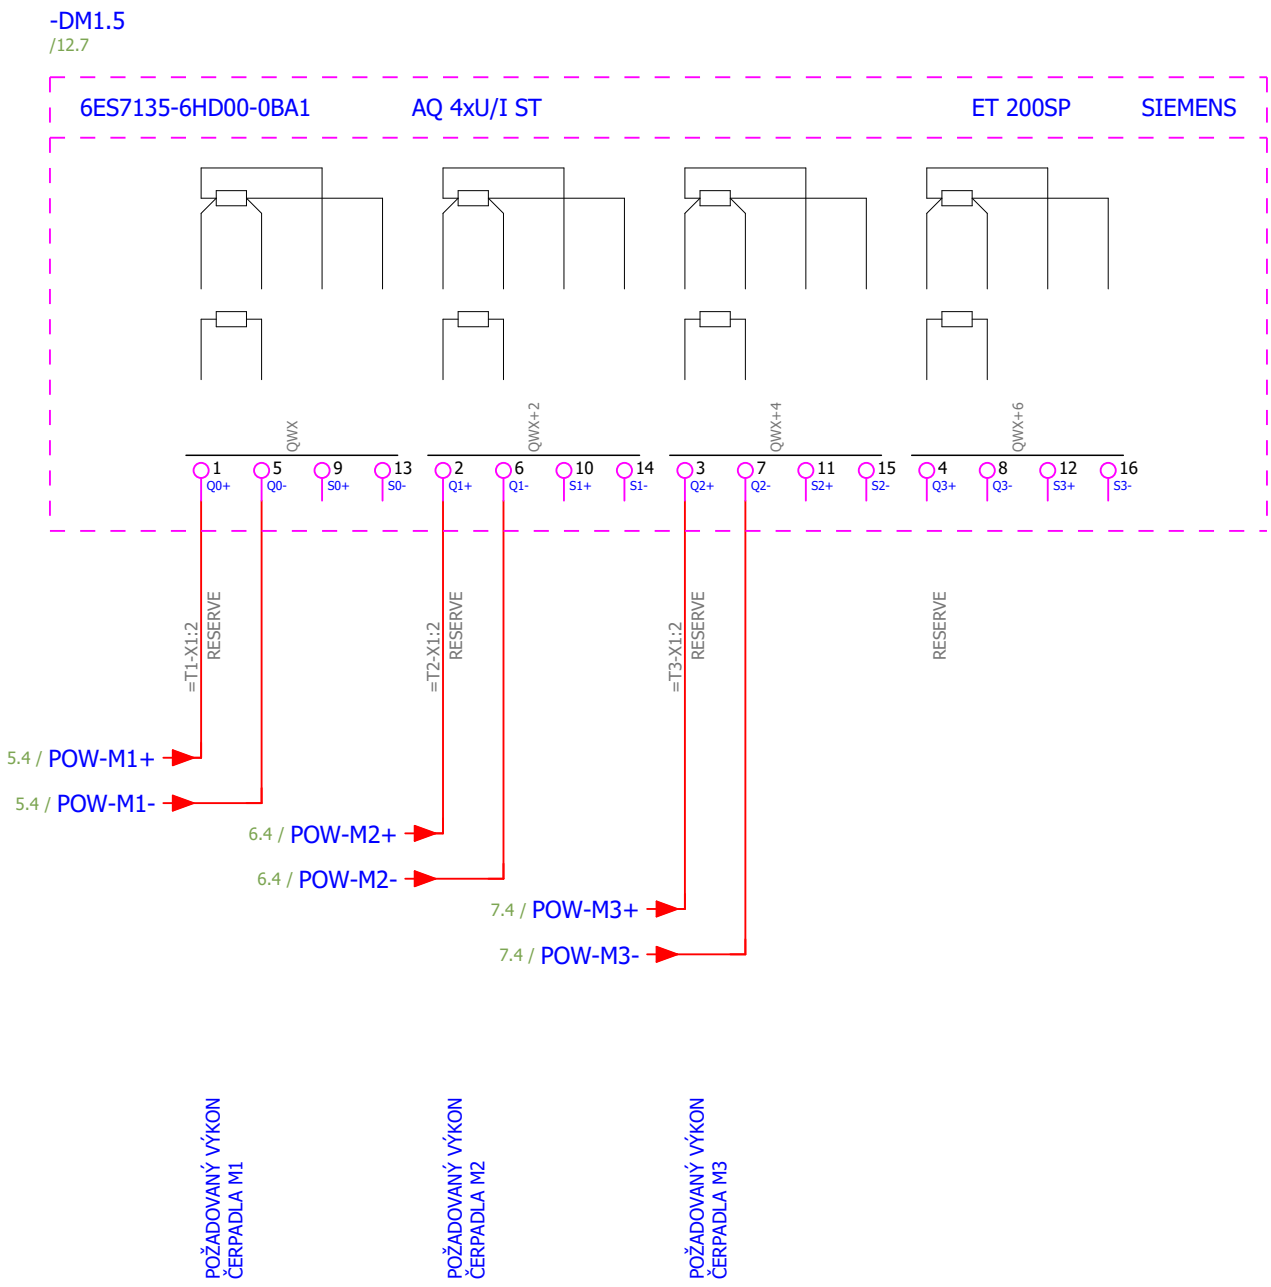 -DM1.5
/12.7
6ES7135-6HD00-0BA1 AQ 4xU/I ST ET 200SP SIEMENS
QWX QWX+2 QWX+4 QWX+6
1 5 9 13 2 6 10 14 3 7 11 15 4 8 12 16
Q0+ Q0- S0+ S0- Q1+ Q1- S1+ S1- Q2+ Q2- S2+ S2- Q3+ Q3- S3+ S3-
=T1-X1:2
RESERVE
=T2-X1:2
RESERVE
=T3-X1:2
RESERVE
RESERVE
5.4 / POW-M1+
5.4 / POW-M1-
6.4 / POW-M2+
6.4 / POW-M2-
7.4 / POW-M3+
7.4 / POW-M3-
POŽADOVANÝ VÝKON
ČERPADLA M1
POŽADOVANÝ VÝKON
ČERPADLA M2
POŽADOVANÝ VÝKON
ČERPADLA M3